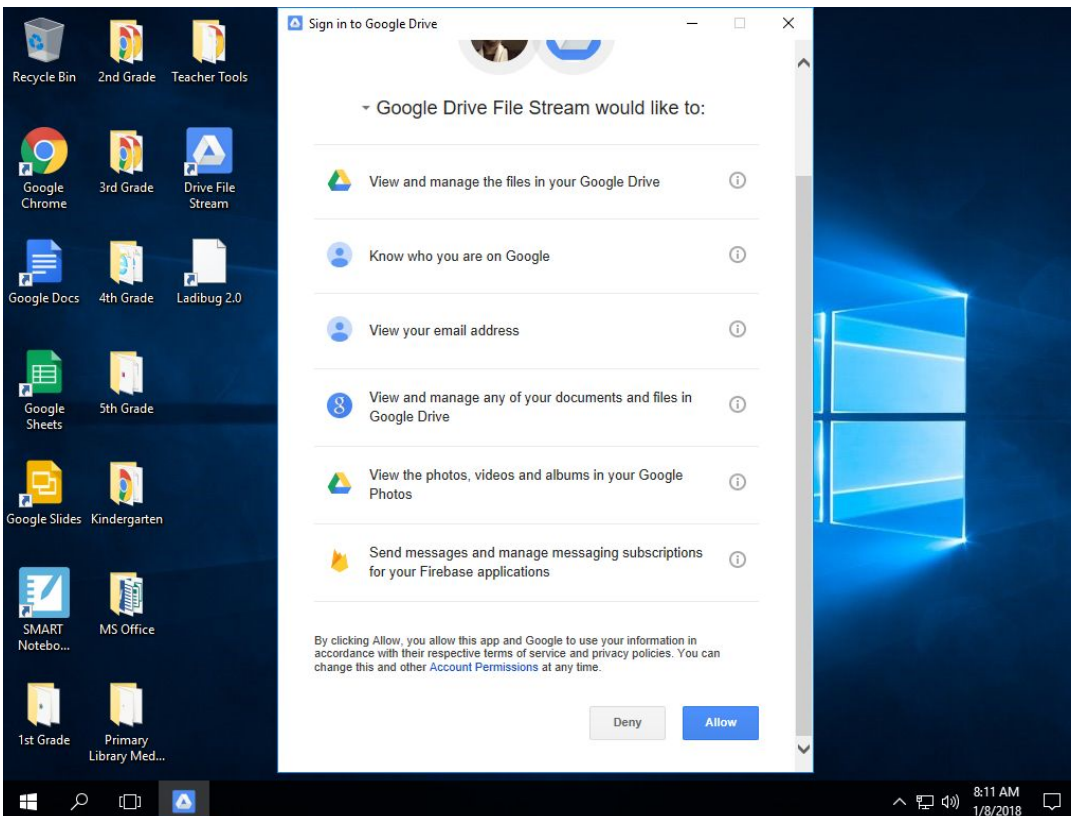 Recycle Bin
2nd Grade
Teacher Tools
Google
Chrome
3rd Grade
Drive File
Stream
Google Docs
4th Grade
Ladibug 2.0
Google
Sheets
5th Grade
Google Slides
Kindergarten
SMART
Notebo...
MS Office
1st Grade
Primary
Library Med...
Sign in to Google Drive
Google Drive File Stream would like to:
View and manage the files in your Google Drive
Know who you are on Google
View your email address
View and manage any of your documents and files in
Google Drive
View the photos, videos and albums in your Google
Photos
Send messages and manage messaging subscriptions
for your Firebase applications
By clicking Allow, you allow this app and Google to use your information in
accordance with their respective terms of service and privacy policies. You can
change this and other Account Permissions at any time.
Deny
Allow
8:11 AM
1/8/2018